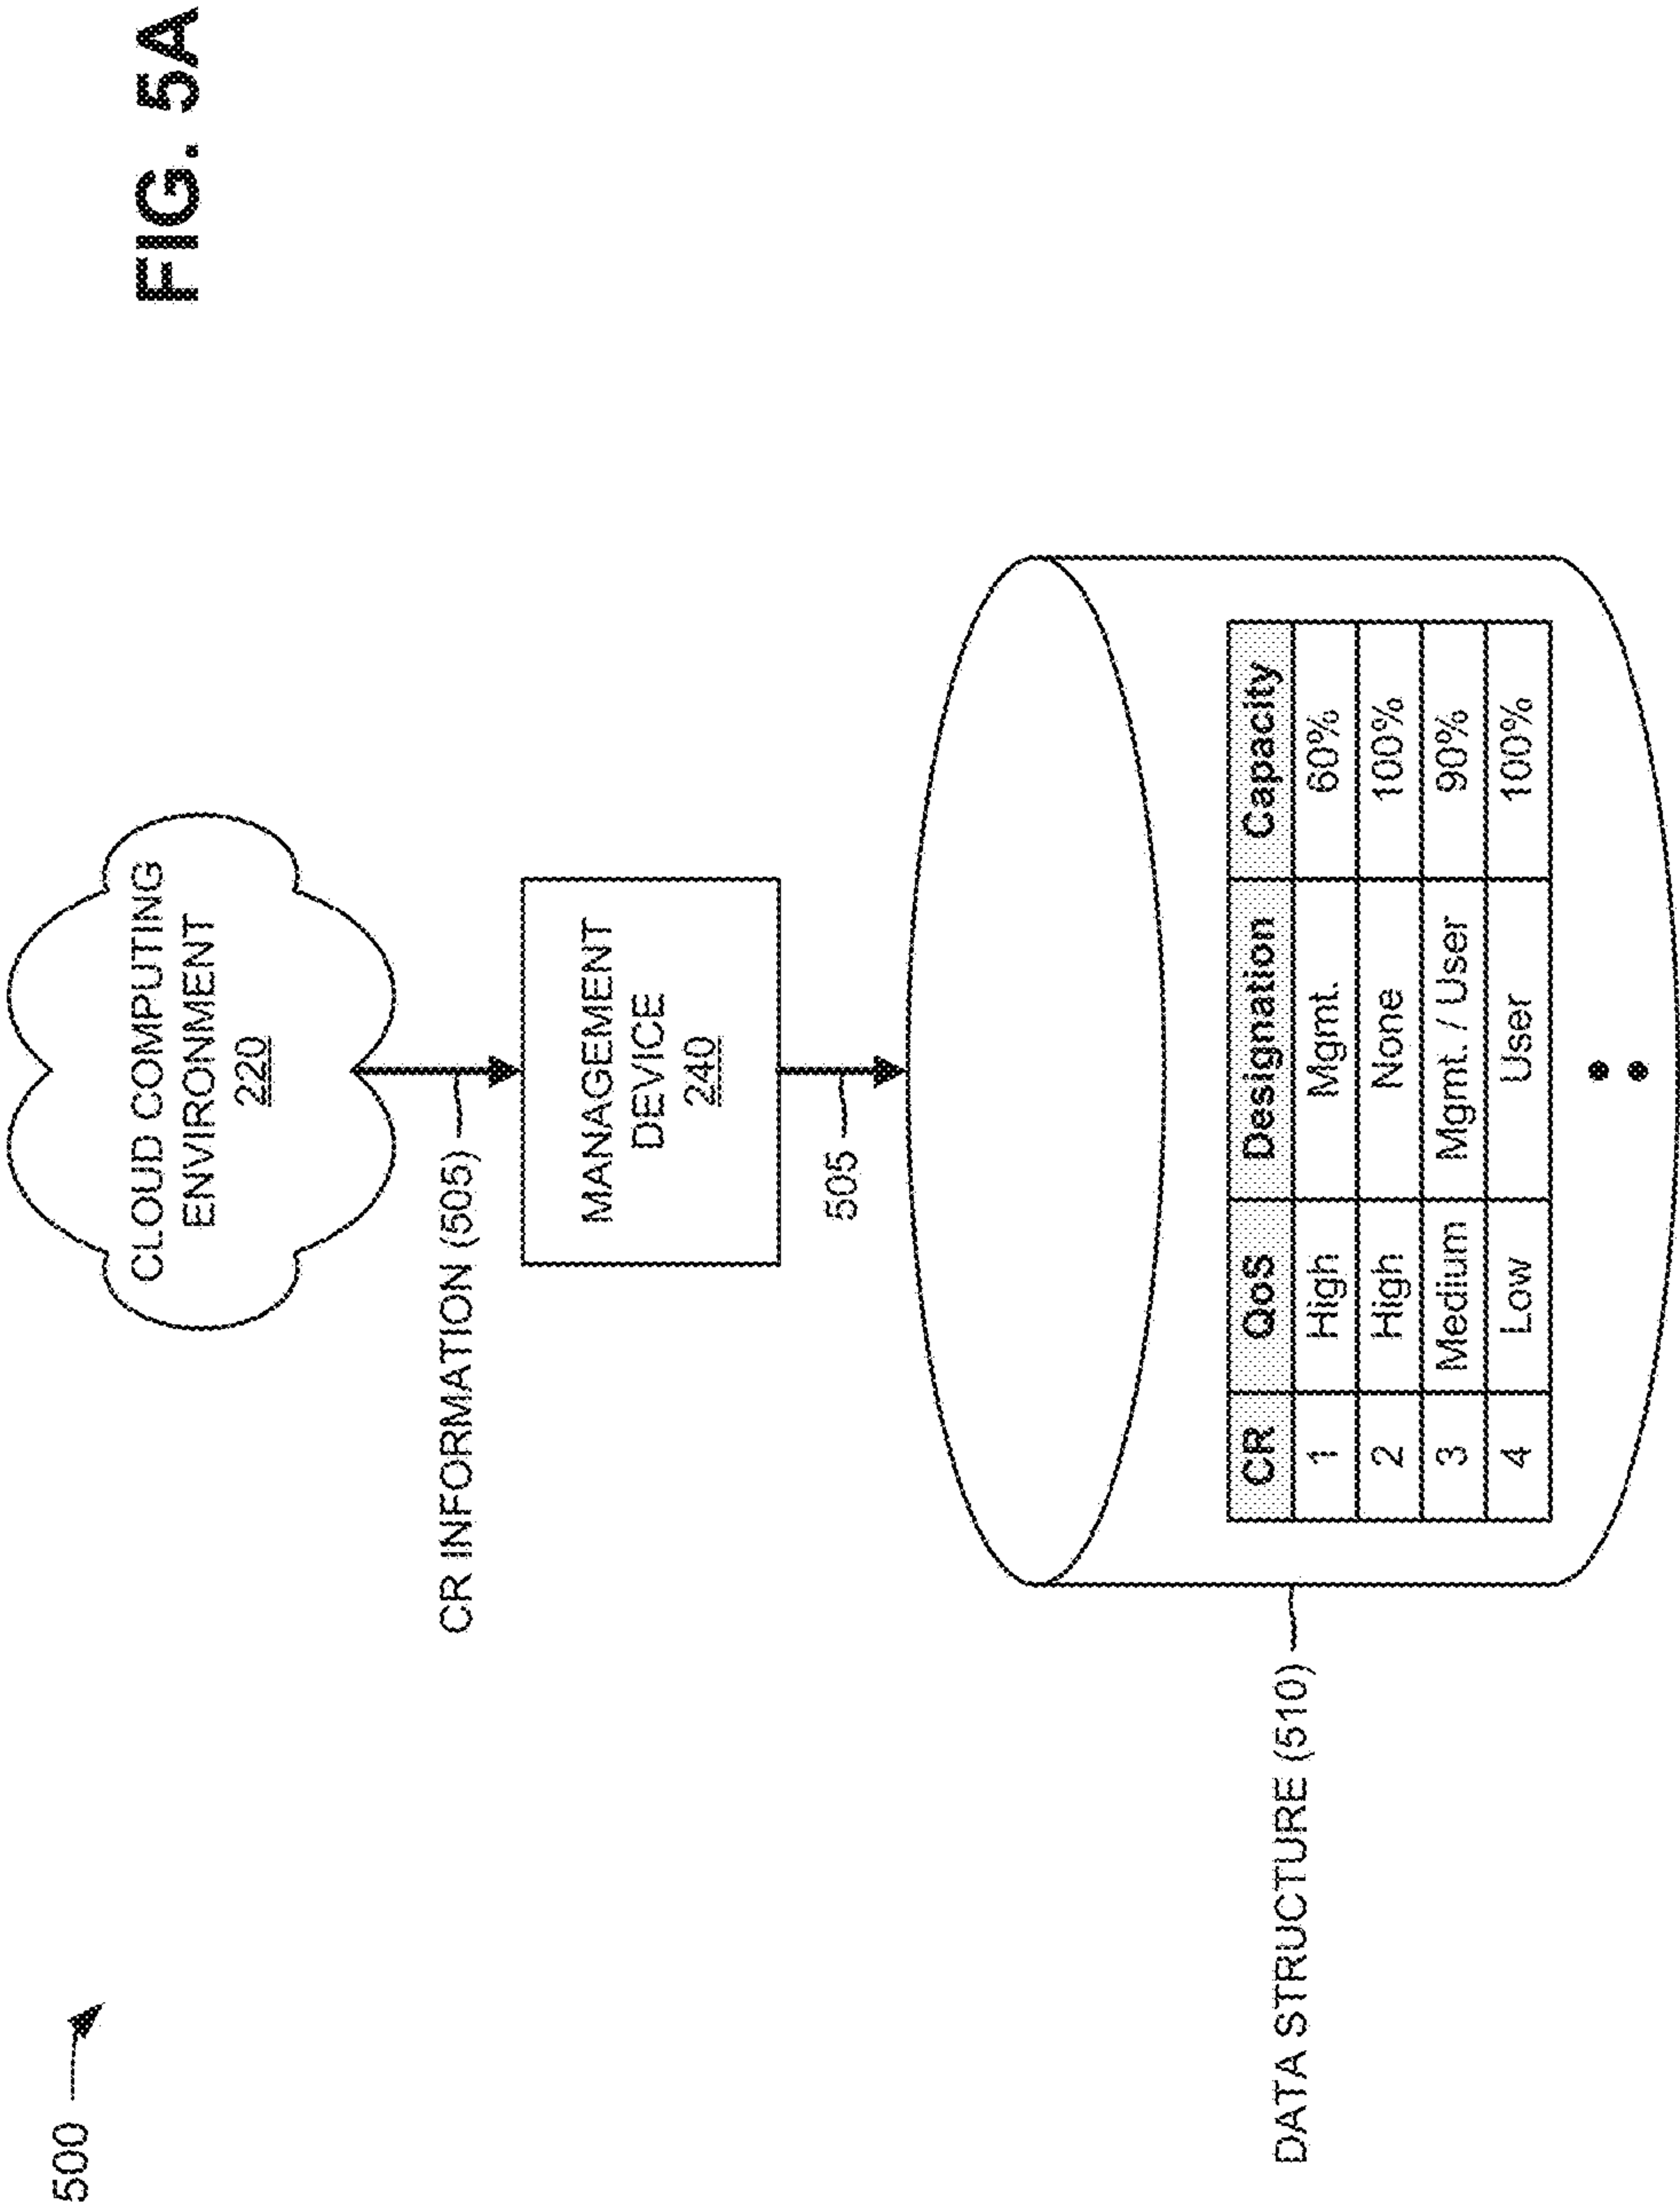 FIG. 5A
500
CLOUD COMPUTING
ENVIRONMENT
220
CR INFORMATION (505)
MANAGEMENT
DEVICE
240
505
DATA STRUCTURE (510)
CR QoS Designation Capacity
1 High Mgmt. 60%
2 High None 100%
3 Medium Mgmt. / User 90%
4 Low User 100%